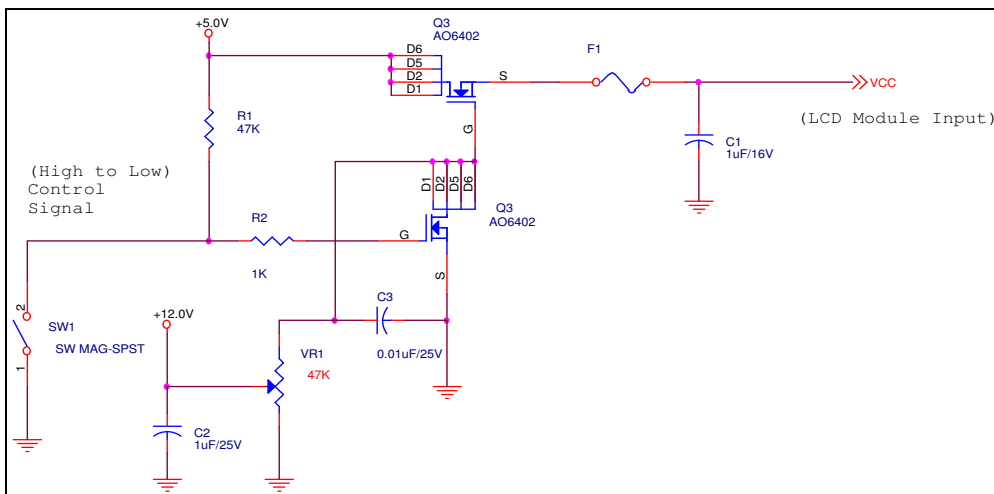 +5.0V
Q3
AO6402
D6
D5
D2
D1
S
G
F1
VCC
(LCD Module Input)
R1
47K
C1
1uF/16V
(High to Low)
Control
Signal
D1
D2
D5
D6
Q3
AO6402
R2
1K
G
S
2
SW1
SW MAG-SPST
1
+12.0V
C3
0.01uF/25V
VR1
47K
C2
1uF/25V